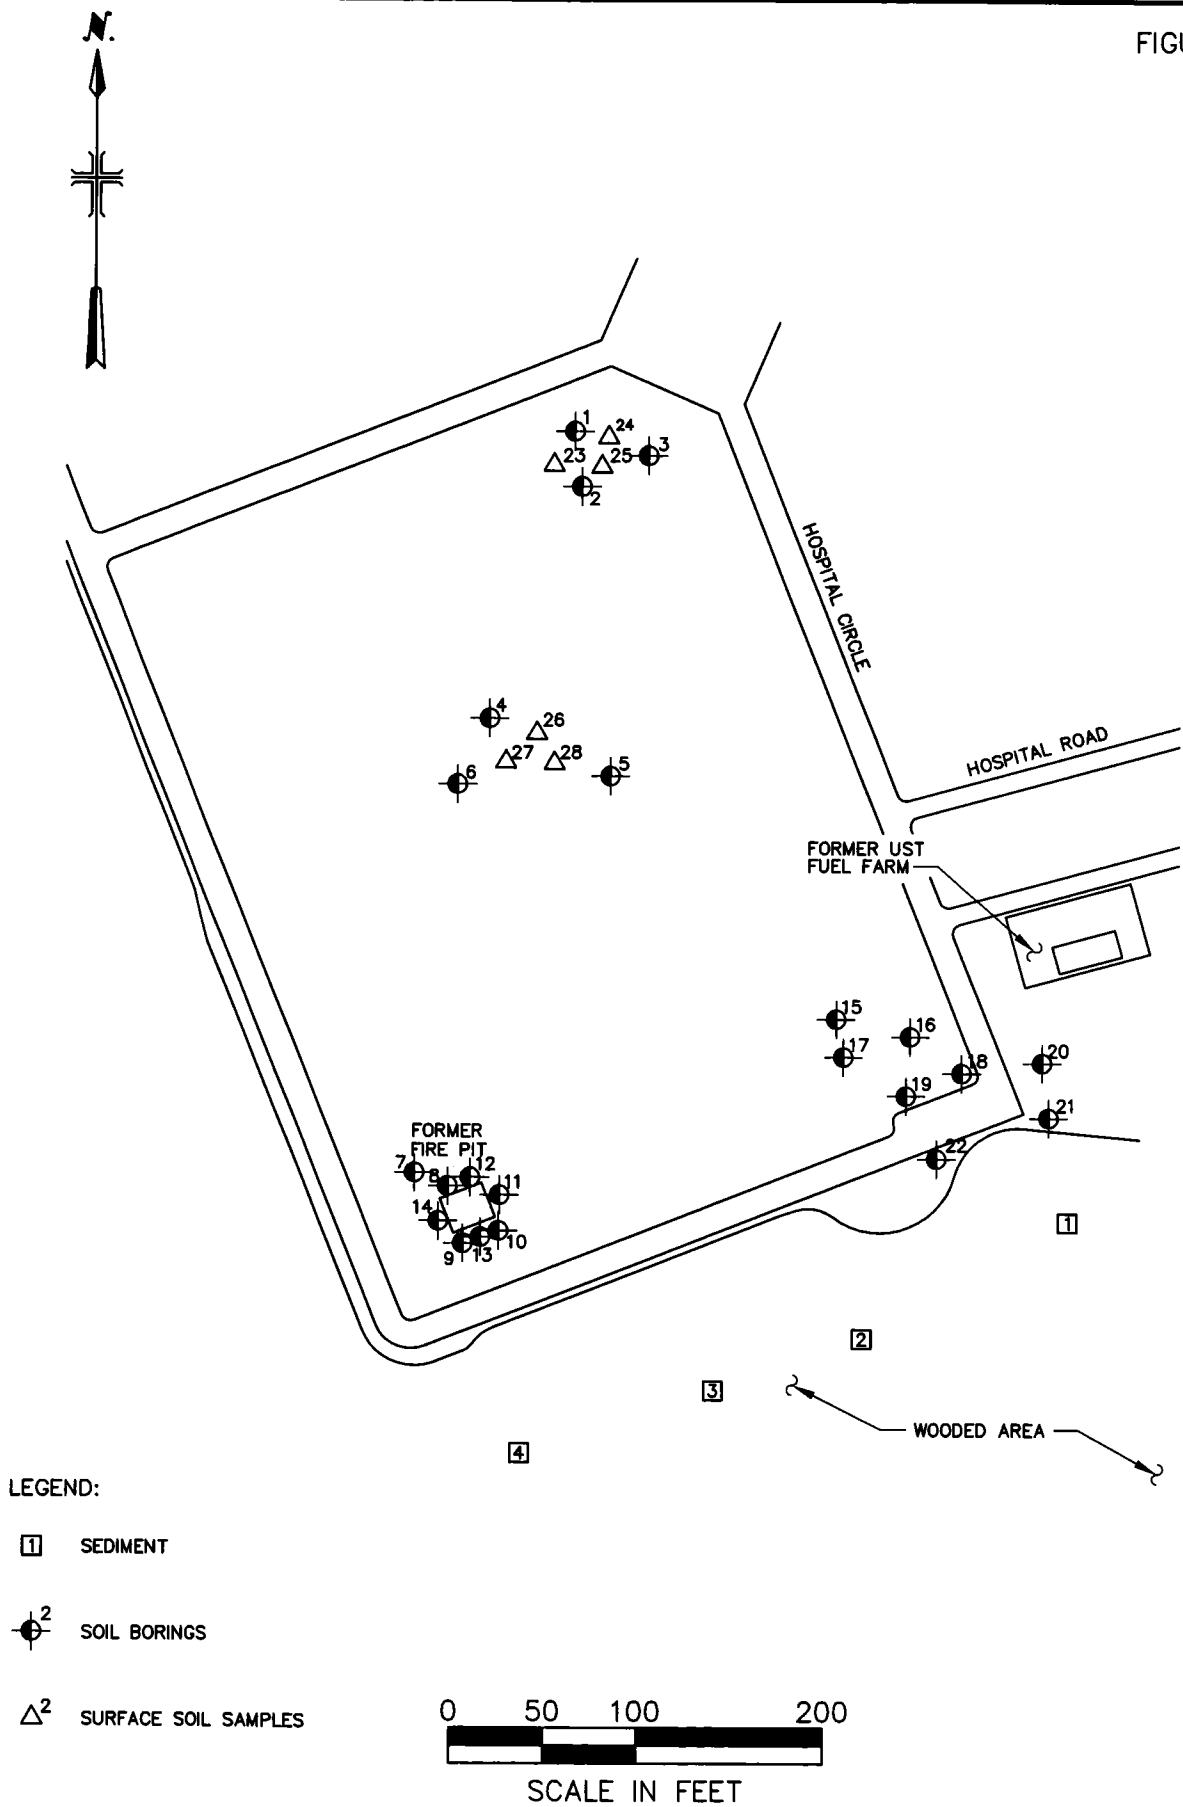 N.
FIGU
1
24
3
23
25
2
HOSPITAL CIRCLE
4
26
27
28
5
6
HOSPITAL ROAD
FORMER UST
FUEL FARM
15
16
17
18
20
19
21
22
FORMER
FIRE PIT
7
8
12
11
14
10
9
13
1
2
3
WOODED AREA
4
LEGEND:
1 SEDIMENT
2
SOIL BORINGS
2
SURFACE SOIL SAMPLES
0 50 100 200
SCALE IN FEET